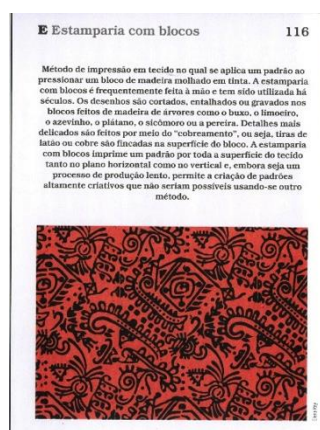 E Estamparia com blocos 116
Método de impressão em tecido no qual se aplica um padrão ao
pressionar um bloco de madeira molhado em tinta. A estamparia
com blocos é frequentemente feita à mão e tem sido utilizada há
séculos. Os desenhos são cortados, entalhados ou gravados nos
blocos feitos de madeira de árvores como o buxo, o limoeiro,
o azevinho, o plátano, o sicômoro ou a pereira. Detalhes mais
delicados são feitos por meio do "cobreamento", ou seja, tiras de
latão ou cobre são fincadas na superfície do bloco. A estamparia
com blocos imprime um padrão por toda a superfície do tecido
tanto no plano horizontal como no vertical e, embora seja um
processo de produção lento, permite a criação de padrões
altamente criativos que não seriam possíveis usando-se outro
método.